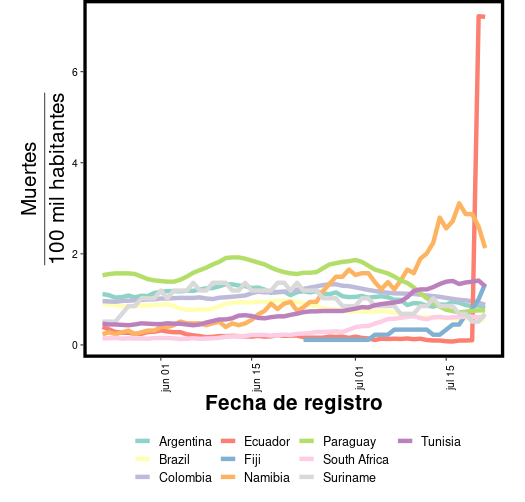 Muertes
100 mil habitantes
6
4
2
0
jun 01
jun 15
jul 01
jul 15
Fecha de registro
Argentina Ecuador Paraguay Tunisia
Brazil Fiji South Africa
Colombia Namibia Suriname